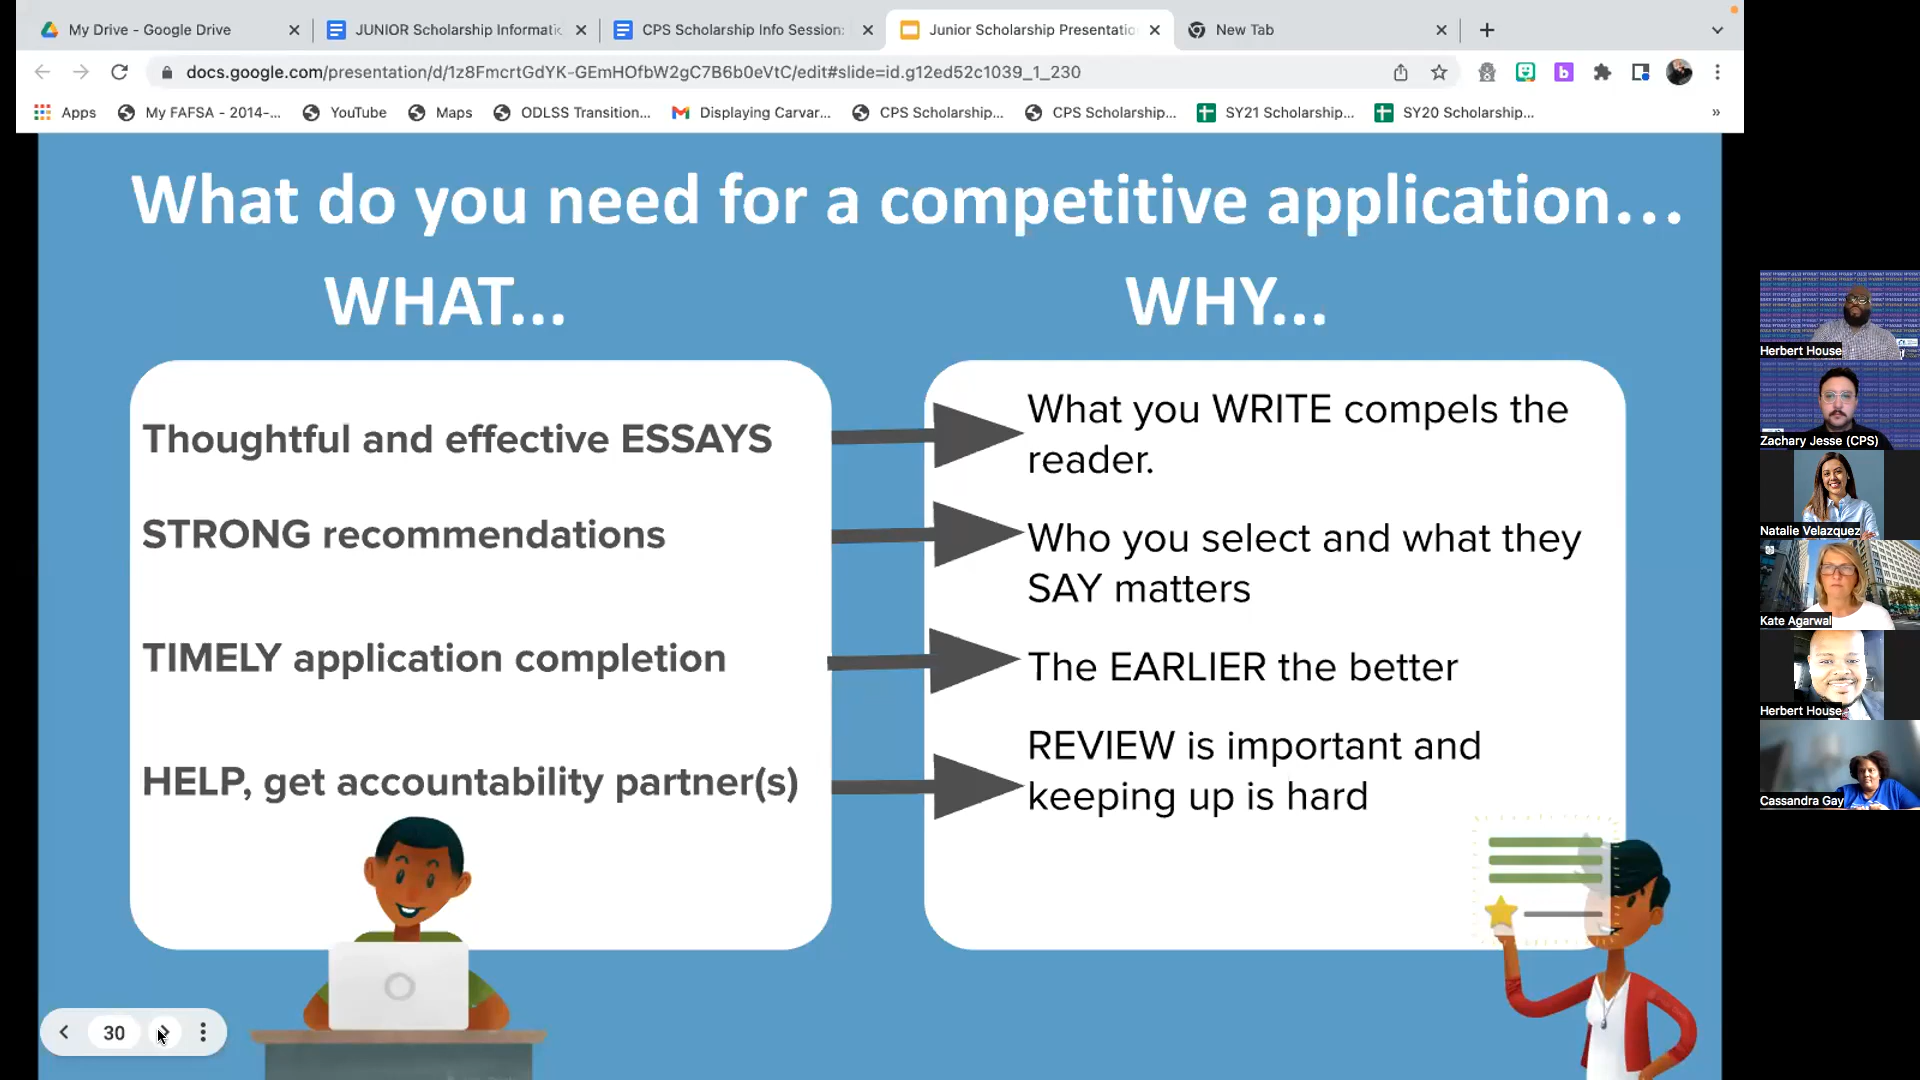 My Drive - Google Drive
JUNIOR Scholarship Informati
CPS Scholarship Info Session:
Junior Scholarship Presentatio
New Tab
docs.google.com/presentation/d/1z8FmcrtGdYK-GEmHOfbW2gC7B6b0eVtC/edit#slide=id.g12ed52c1039_1_230
Apps
My FAFSA - 2014-...
YouTube
Maps
ODLSS Transition...
Displaying Carvar...
CPS Scholarship...
CPS Scholarship...
SY21 Scholarship...
SY20 Scholarship...
What do you need for a competitive application...
WHAT...
WHY...
Thoughtful and effective ESSAYS
What you WRITE compels the
reader.
STRONG recommendations
Who you select and what they
SAY matters
TIMELY application completion
The EARLIER the better
HELP, get accountability partner(s)
REVIEW is important and
keeping up is hard
30
Herbert House
Zachary Jesse (CPS)
Natalie Velazquez
Kate Agarwal
Herbert House
Cassandra Gay